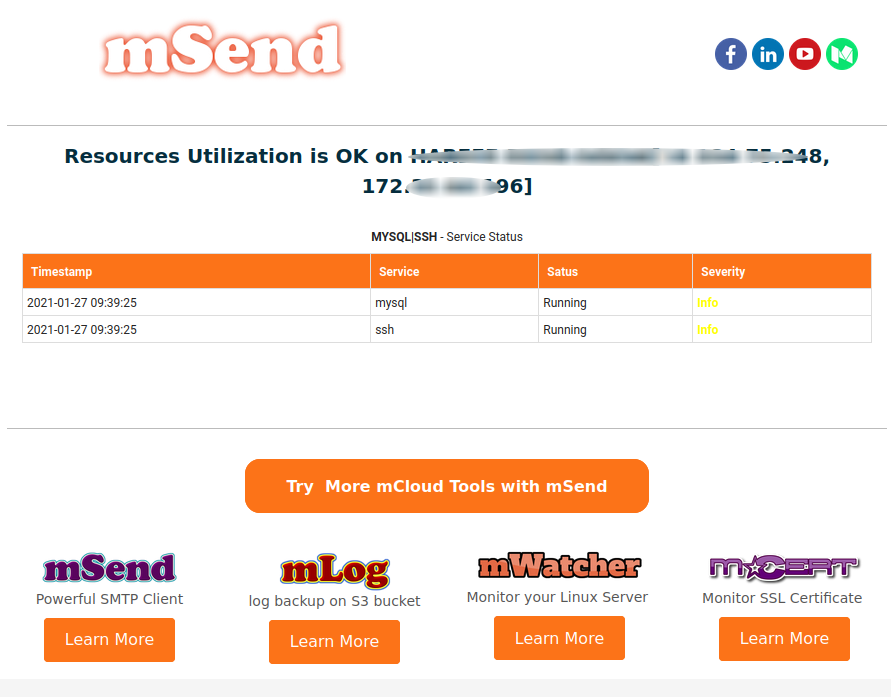 mSend
Resources Utilization is OK on 248,
172. 196]
MYSQL|SSH - Service Status
Timestamp Service Satus Severity
2021-01-27 09:39:25 mysql Running Info
2021-01-27 09:39:25 ssh Running Info
Try More mCloud Tools with mSend
mSend mLog mWatcher mCERT
Powerful SMTP Client log backup on S3 bucket Monitor your Linux Server Monitor SSL Certificate
Learn More Learn More Learn More Learn More